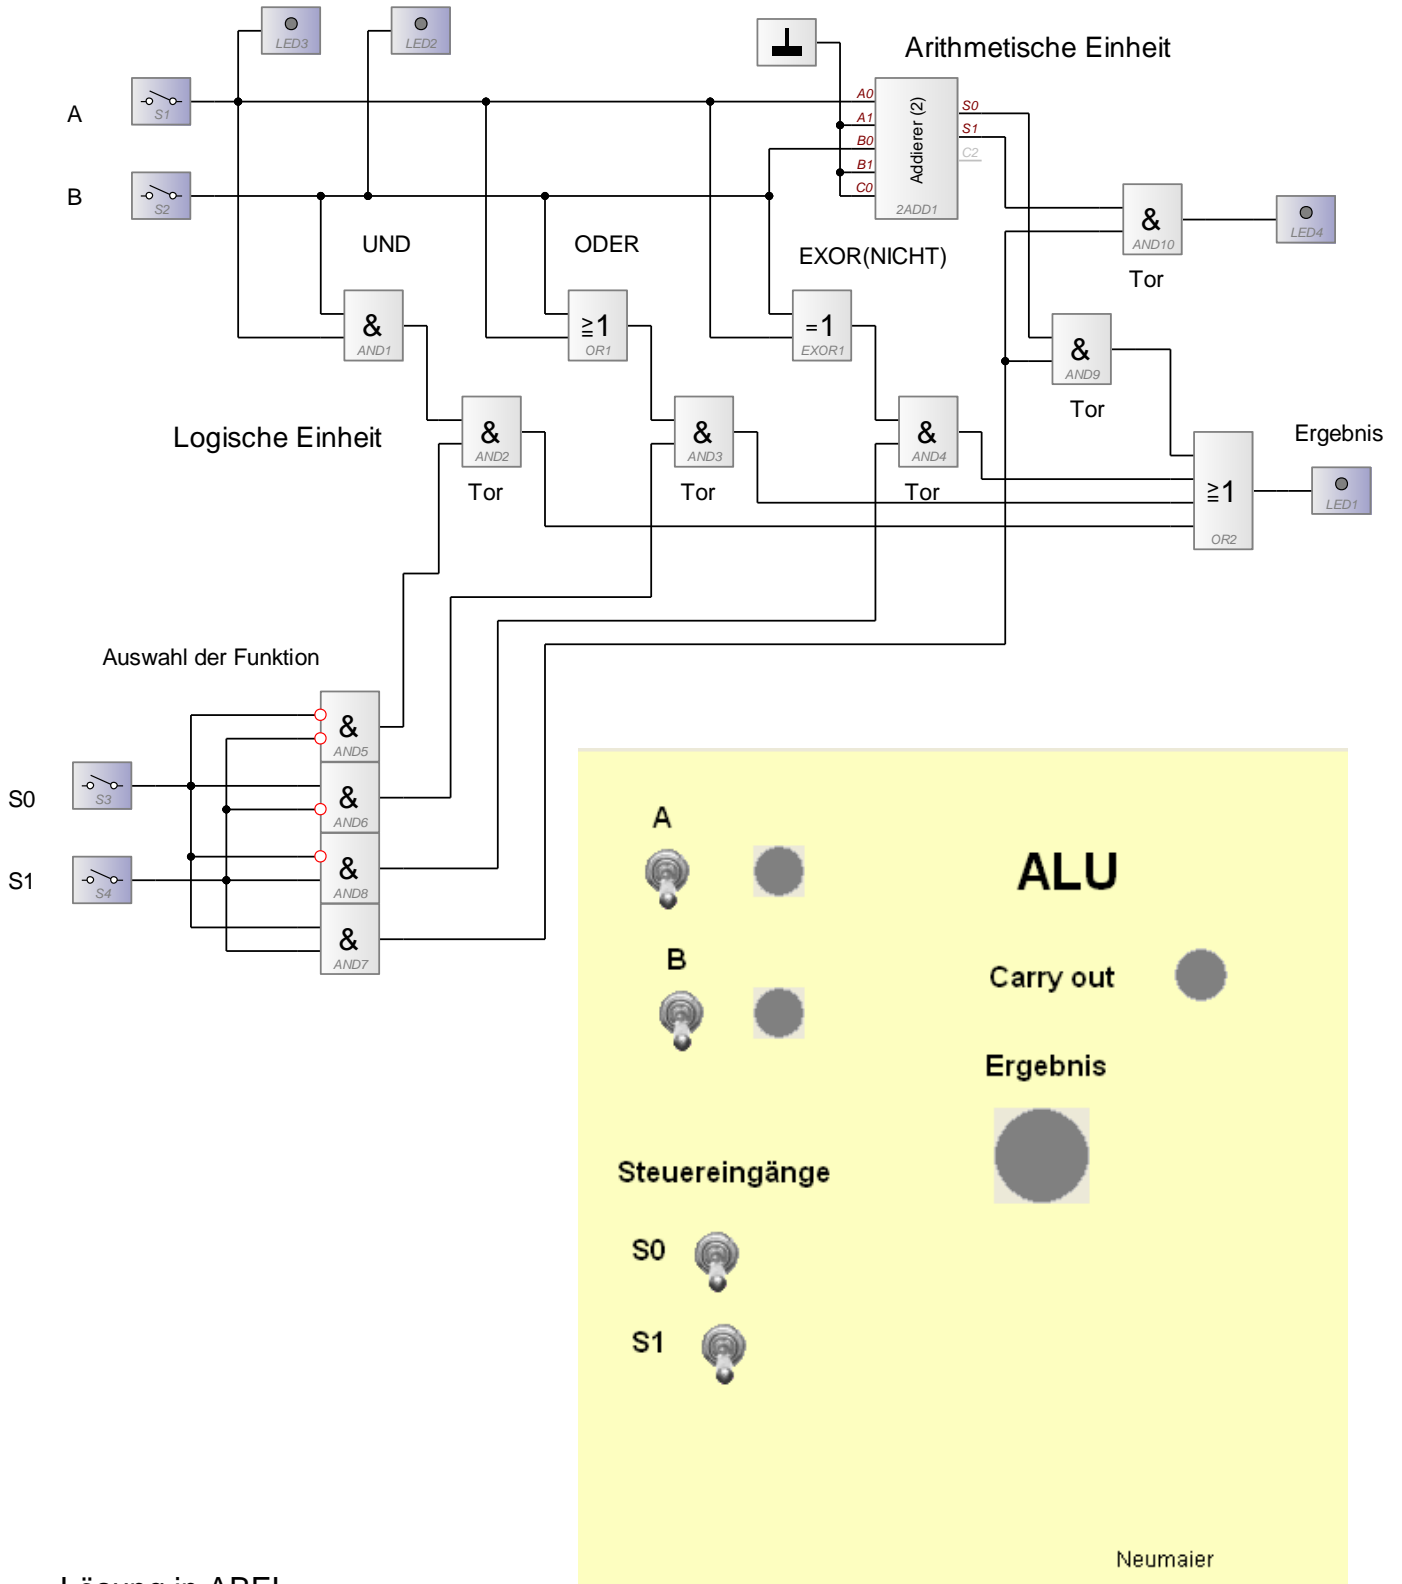 LED3
LED2
Arithmetische Einheit
A
S1
A0
A1
B0
B1
C0
Addierer (2)
S0
S1
C2
2ADD1
B
S2
UND
ODER
EXOR(NICHT)
&
AND10
Tor
LED4
&
AND1
≧1
OR1
=1
EXOR1
&
AND9
Tor
Logische Einheit
&
AND2
Tor
&
AND3
Tor
&
AND4
Tor
≧1
OR2
Ergebnis
LED1
Auswahl der Funktion
&
AND5
S0
S3
&
AND6
S1
S4
&
AND8
&
AND7
A
ALU
B
Carry out
Ergebnis
Steuereingänge
S0
S1
Neumaier
Lösung in ABEL